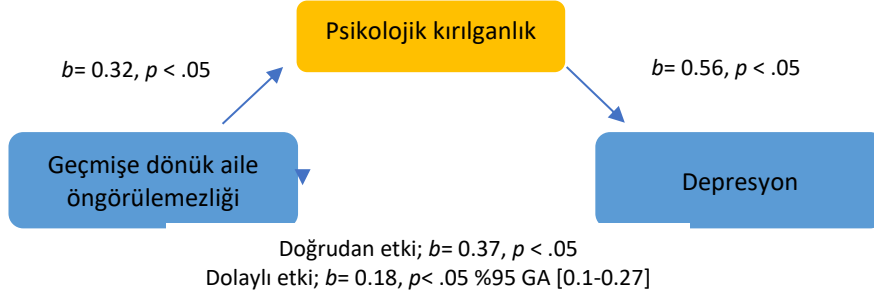 Psikolojik kırılganlık
b= 0.32, p < .05
b= 0.56, p < .05
Geçmişe dönük aile
öngörülemezliği
Depresyon
Doğrudan etki; b= 0.37, p < .05
Dolaylı etki; b= 0.18, p< .05 %95 GA [0.1-0.27]